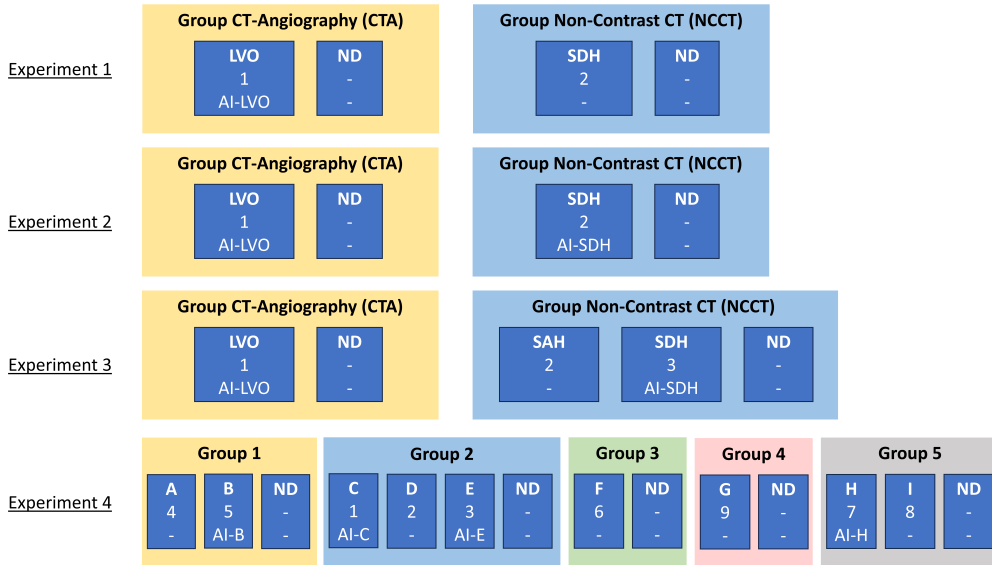 Group CT-Angiography (CTA)
Group Non-Contrast CT (NCCT)
Experiment 1
LVO
1
AI-LVO
ND
-
-
SDH
2
-
ND
-
-
Group CT-Angiography (CTA)
Group Non-Contrast CT (NCCT)
Experiment 2
LVO
1
AI-LVO
ND
-
-
SDH
2
AI-SDH
ND
-
-
Group CT-Angiography (CTA)
Group Non-Contrast CT (NCCT)
Experiment 3
LVO
1
AI-LVO
ND
-
-
SAH
2
-
SDH
3
AI-SDH
ND
-
-
Group 1
Group 2
Group 3
Group 4
Group 5
Experiment 4
A
4
-
B
5
AI-B
ND
-
-
C
1
AI-C
D
2
-
E
3
AI-E
ND
-
-
F
6
-
ND
-
-
G
9
-
ND
-
-
H
7
AI-H
I
8
-
ND
-
-